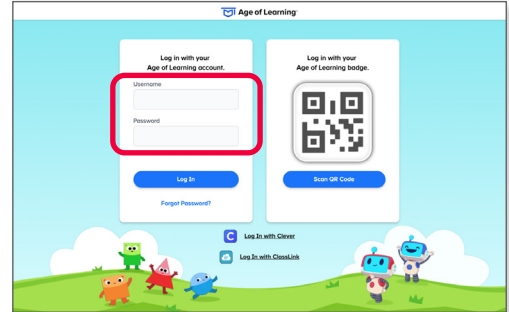 Age of Learning
Log in with your
Age of Learning account.
Username
Password
Log In
Forgot Password?
Log in with your
Age of Learning badge.
Scan QR Code
Log In with Clever
Log In with ClassLink